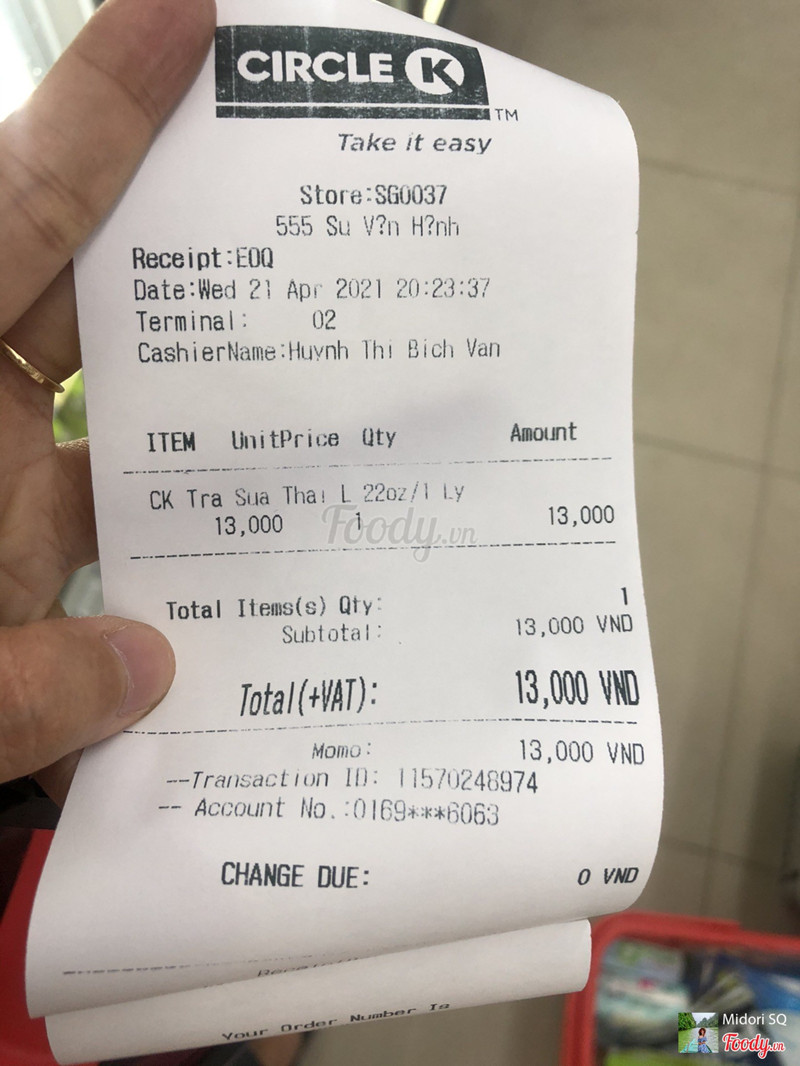 CIRCLE K
TM
Take it easy
Store:SG0037
555 Su V?n H?nh
Receipt:EOQ
Date:Wed 21 Apr 2021 20:23:37
Terminal: 02
CashierName:Huynh Thi Bich Van
ITEM UnitPrice Qty Amount
CK Tra Sua Thai L 22oz/1 Ly
13,000 1 13,000
Foody.vn
Total Items(s) Qty: 1
Subtotal: 13,000 VND
Total(+VAT): 13,000 VND
Momo: 13,000 VND
--Transaction ID: 11570248974
-- Account No.:0169***6063
CHANGE DUE: 0 VND
Your Order Number Is
Midori SQ
Foody.vn